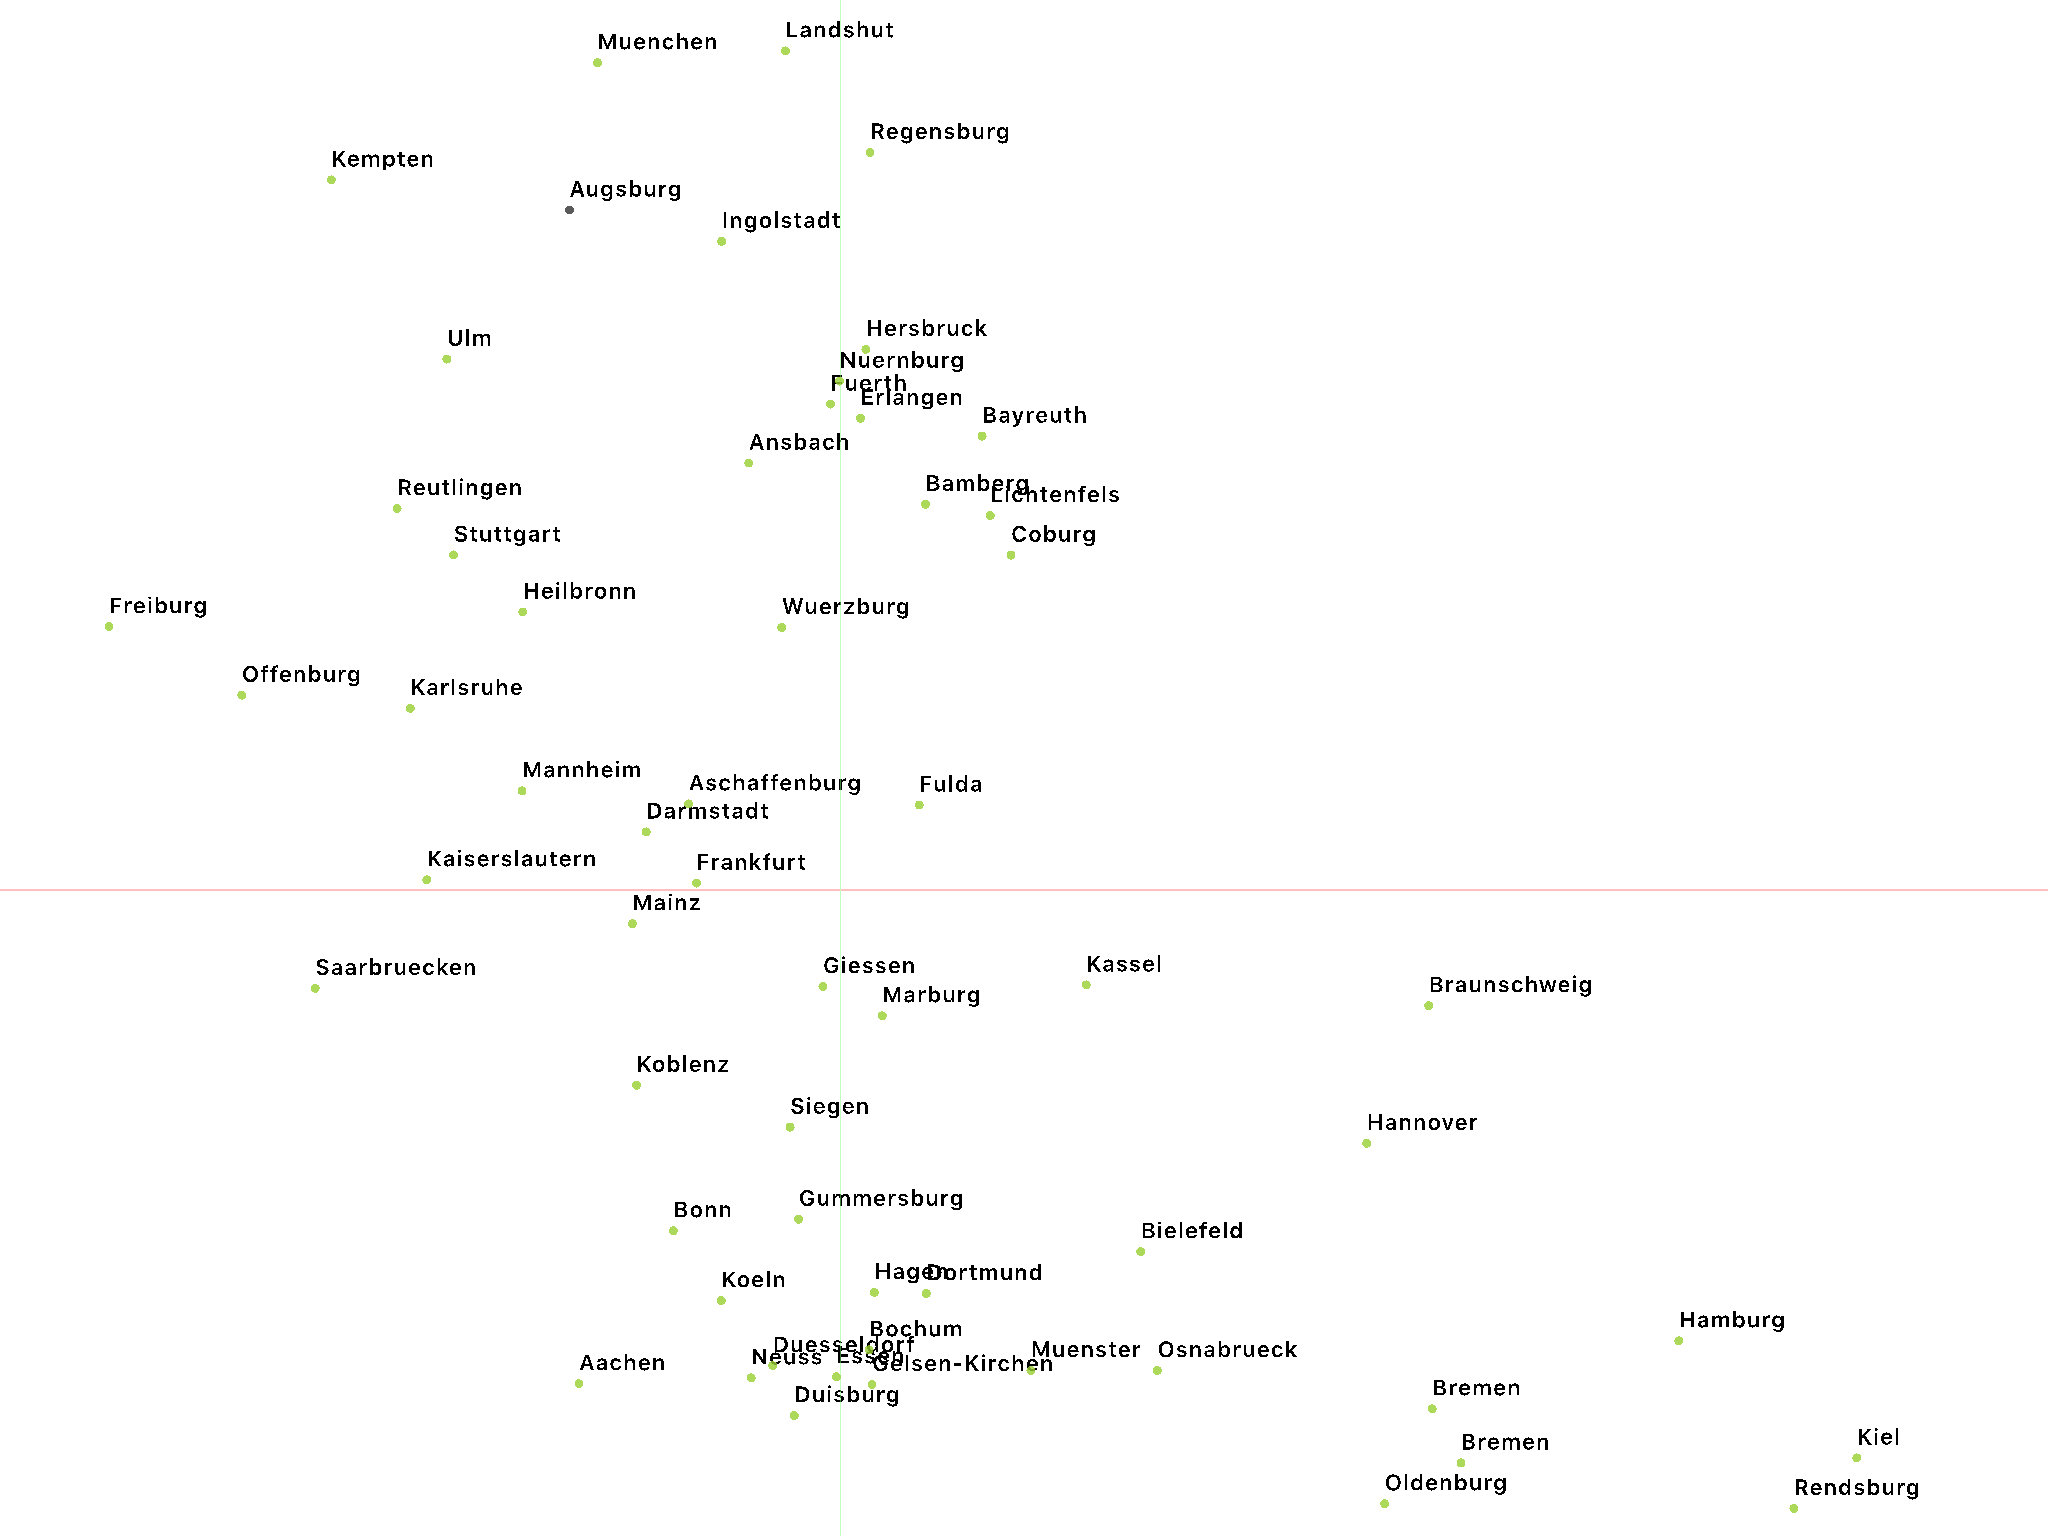 Landshut
Muenchen
Regensburg
Kempten
Augsburg
Ingolstadt
Hersbruck
Ulm
Nuernburg
Fuerth
Erlangen
Bayreuth
Ansbach
Bamberg
Reutlingen
Lichtenfels
Stuttgart
Coburg
Heilbronn
Freiburg
Wuerzburg
Offenburg
Karlsruhe
Mannheim
Aschaffenburg
Fulda
Darmstadt
Kaiserslautern
Frankfurt
Mainz
Saarbruecken
Giessen
Kassel
Braunschweig
Marburg
Koblenz
Siegen
Hannover
Gummersburg
Bonn
Bielefeld
Hagen
Dortmund
Koeln
Hamburg
Bochum
Duesseldorf
Muenster
Osnabrueck
Neuss
Essen
Aachen
Gelsen-Kirchen
Bremen
Duisburg
Kiel
Bremen
Oldenburg
Rendsburg